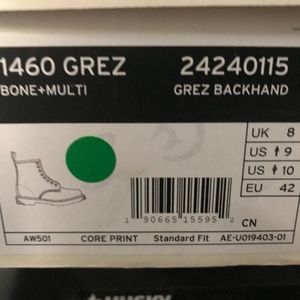 1460 GREZ 24240115
BONE+MULTI GREZ BACKHAND
UK 8
US 9
US 10
EU 42
1 90665 15595 2
CN
AW501 CORE PRINT Standard Fit AE-U019403-01